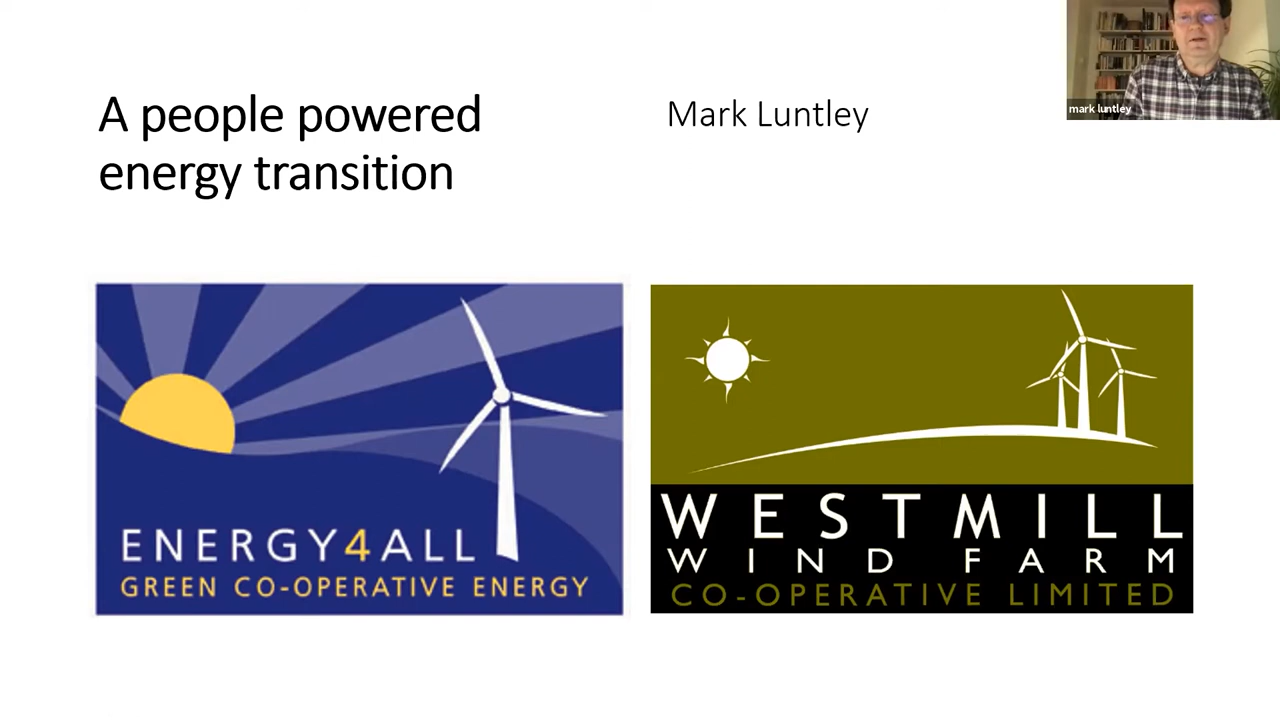 A people powered
energy transition
Mark Luntley
mark luntley
ENERGY4ALL
GREEN CO-OPERATIVE ENERGY
WESTMILL
WIND FARM
CO-OPERATIVE LIMITED